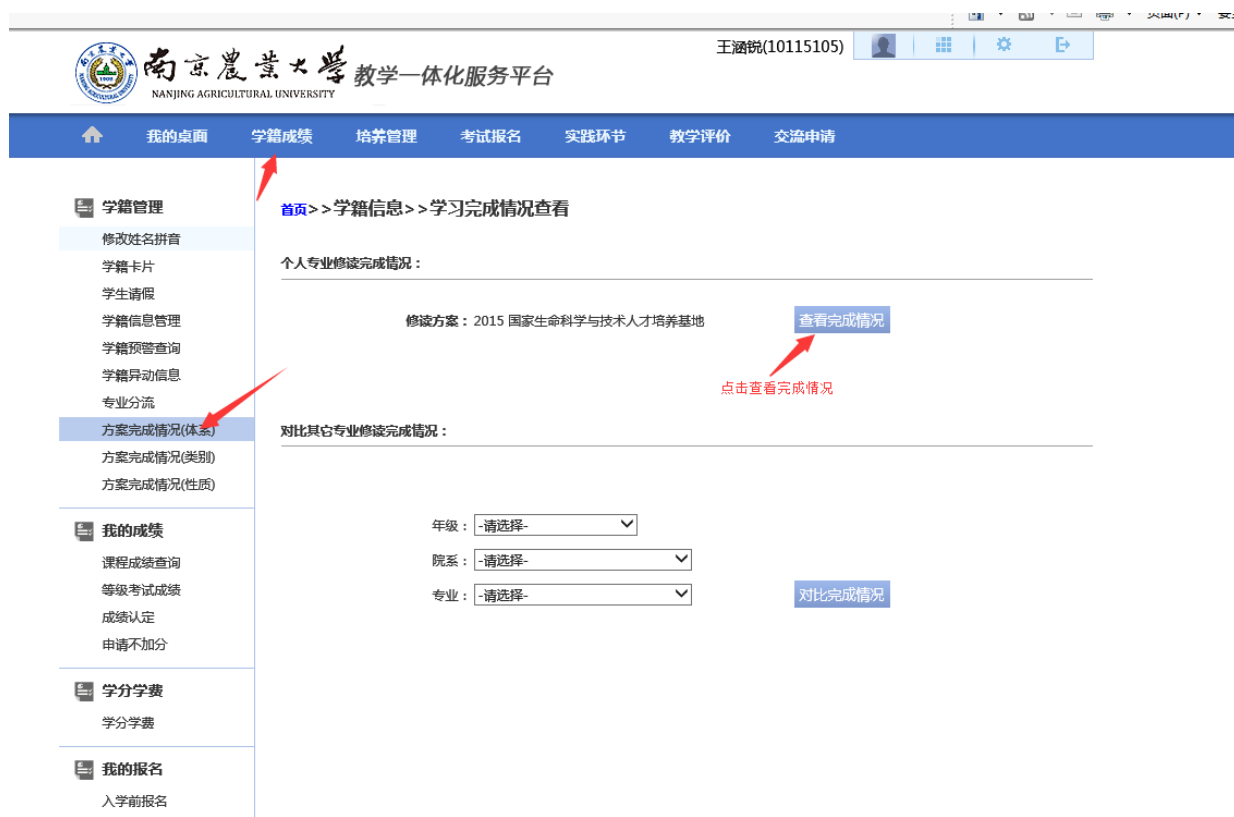 页面(P)
王涵锐(10115105)
南京農業大學 教学一体化服务平台
NANJING AGRICULTURAL UNIVERSITY
我的桌面 学籍成绩 培养管理 考试报名 实践环节 教学评价 交流申请
学籍管理
修改姓名拼音
学籍卡片
学生请假
学籍信息管理
学籍预警查询
学籍异动信息
专业分流
方案完成情况(体系)
方案完成情况(类别)
方案完成情况(性质)
我的成绩
课程成绩查询
等级考试成绩
成绩认定
申请不加分
学分学费
学分学费
我的报名
入学前报名
首页>>学籍信息>>学习完成情况查看
个人专业修读完成情况：
修读方案：2015 国家生命科学与技术人才培养基地 查看完成情况
点击查看完成情况
对比其它专业修读完成情况：
年级：-请选择-
院系：-请选择-
专业：-请选择- 对比完成情况